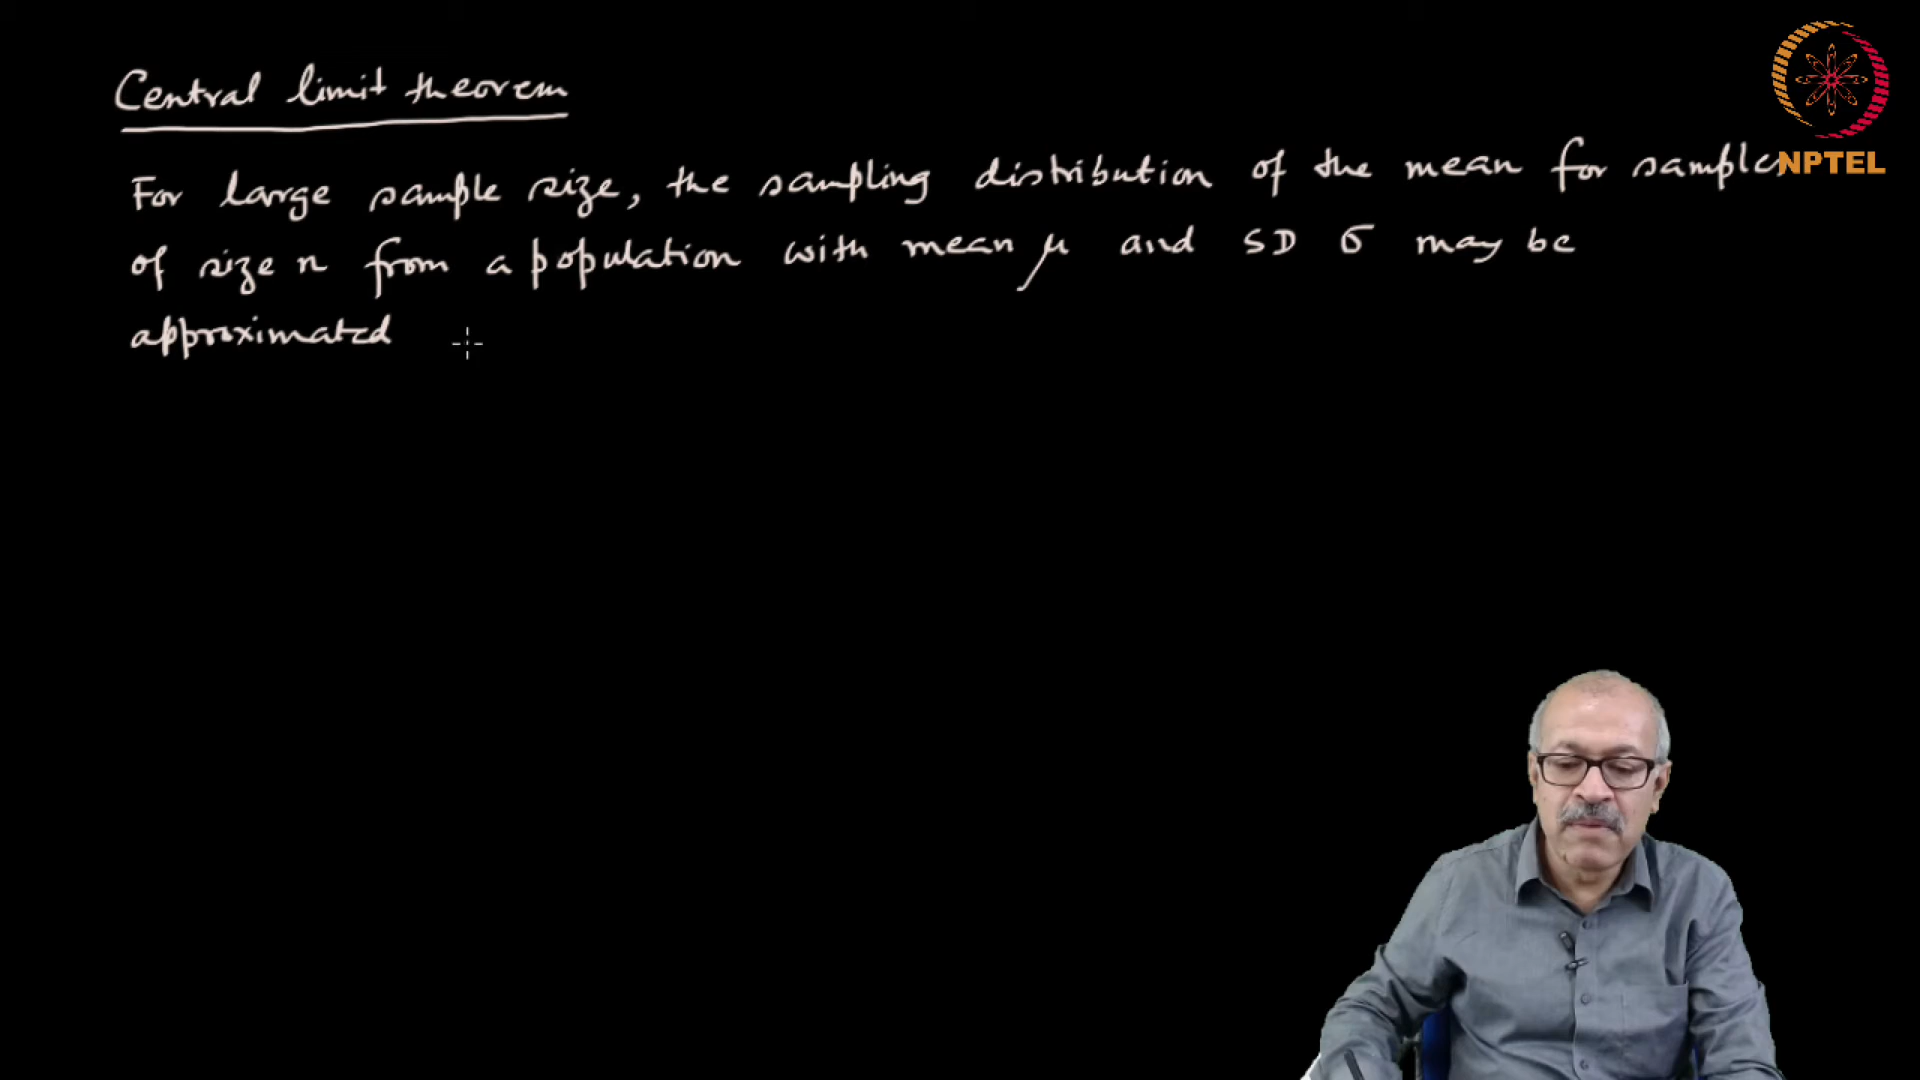 Central limit theorem
NPTEL
For large sample size, the sampling distribution of the mean for samples
of size n from a population with mean μ and SD σ may be
approximated